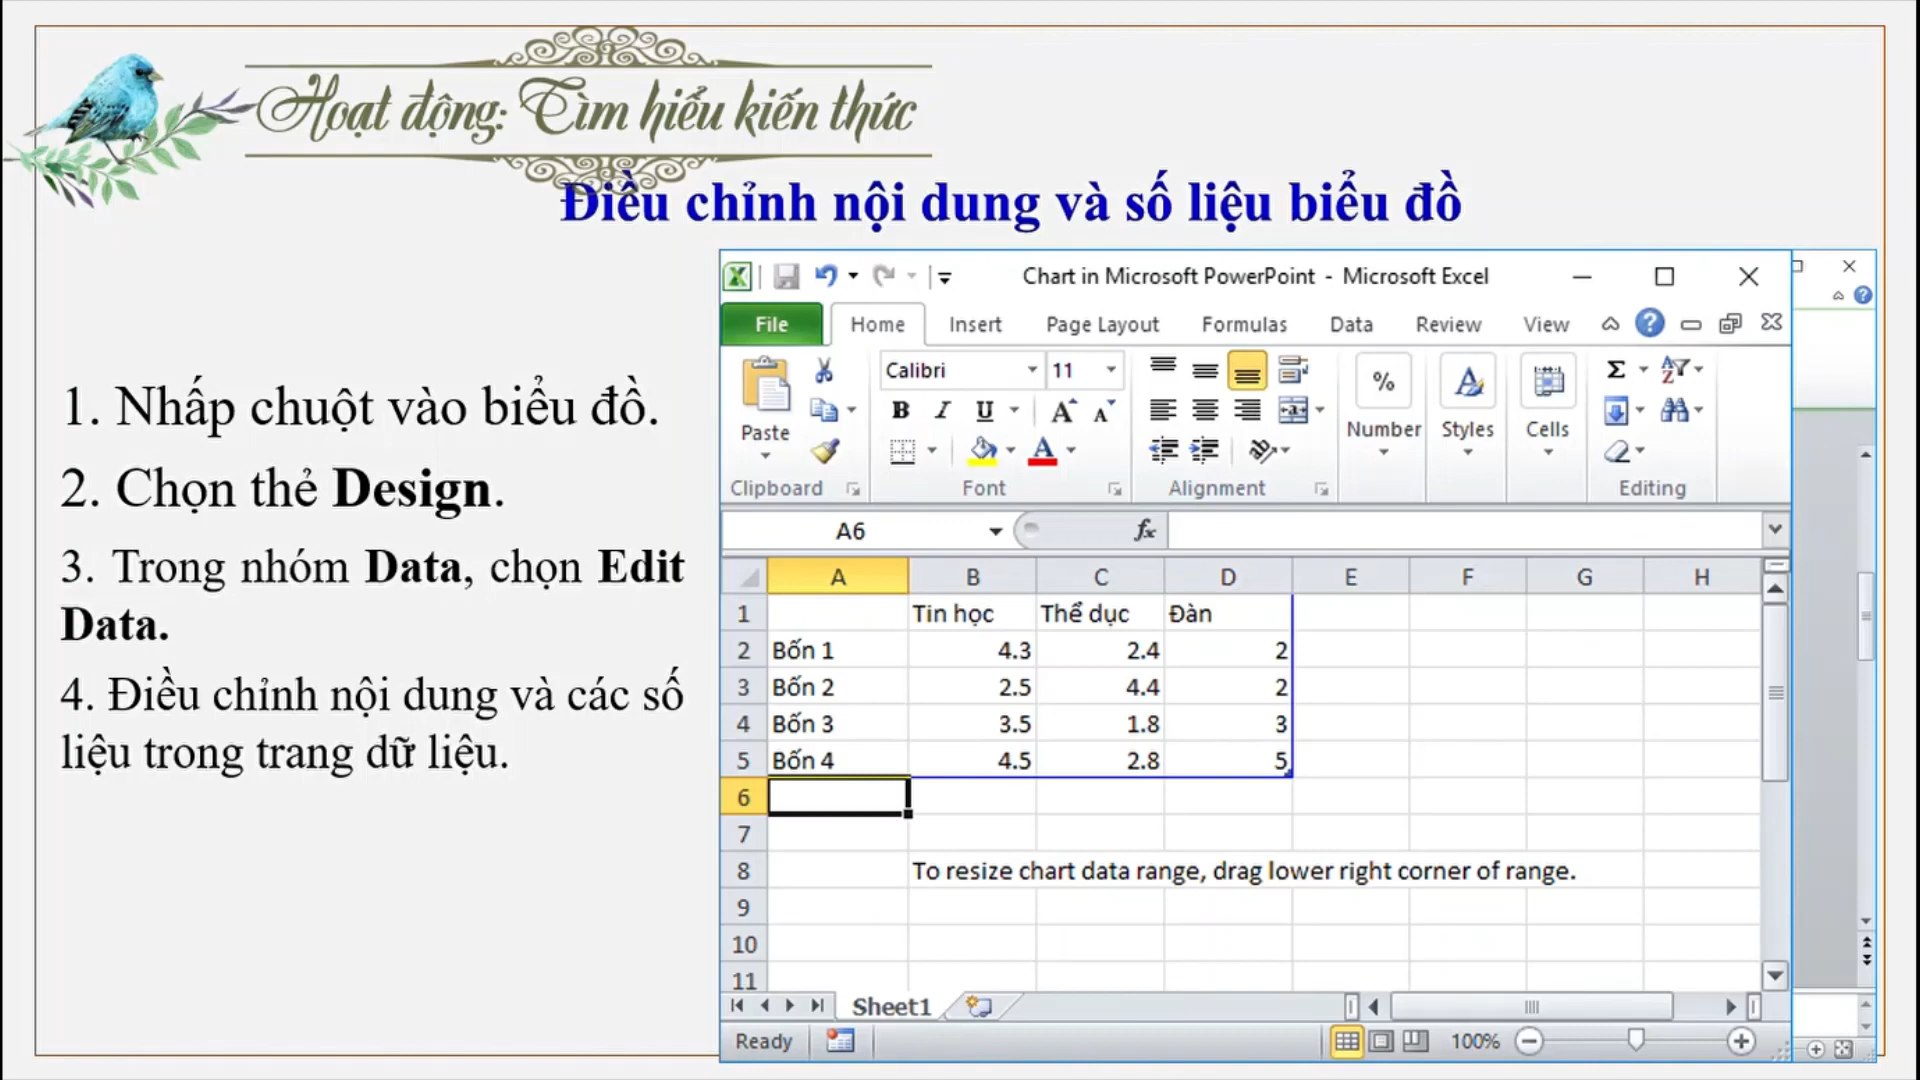 Hoạt động: Tìm hiểu kiến thức
Điều chỉnh nội dung và số liệu biểu đồ
1. Nhấp chuột vào biểu đồ.
2. Chọn thẻ Design.
3. Trong nhóm Data, chọn Edit
Data.
4. Điều chỉnh nội dung và các số
liệu trong trang dữ liệu.
Chart in Microsoft PowerPoint - Microsoft Excel
File Home Insert Page Layout Formulas Data Review View
Calibri 11
Paste
Number Styles Cells
Clipboard Font Alignment Editing
A6 fx
A B C D E F G H
1 Tin học Thể dục Đàn
2 Bốn 1 4.3 2.4 2
3 Bốn 2 2.5 4.4 2
4 Bốn 3 3.5 1.8 3
5 Bốn 4 4.5 2.8 5
6
7
8 To resize chart data range, drag lower right corner of range.
9
10
11
Sheet1
Ready 100%